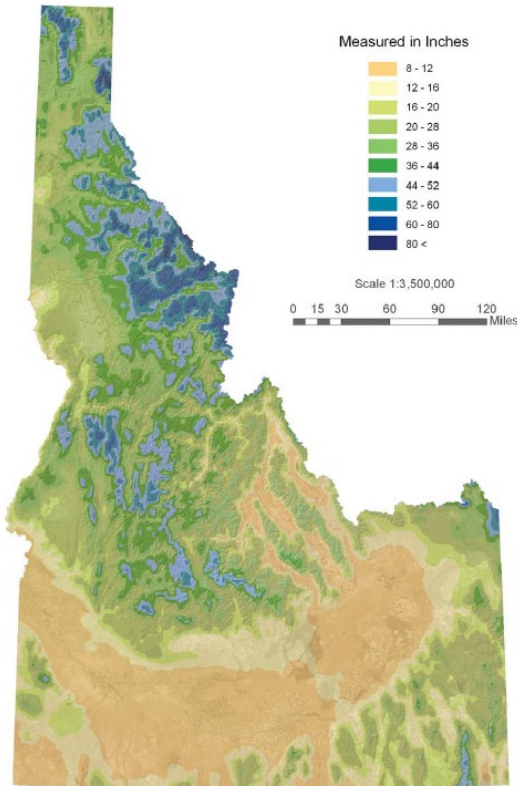 Measured in Inches
8 - 12
12 - 16
16 - 20
20 - 28
28 - 36
36 - 44
44 - 52
52 - 60
60 - 80
80 <
Scale 1:3,500,000
0 15 30 60 90 120
Miles